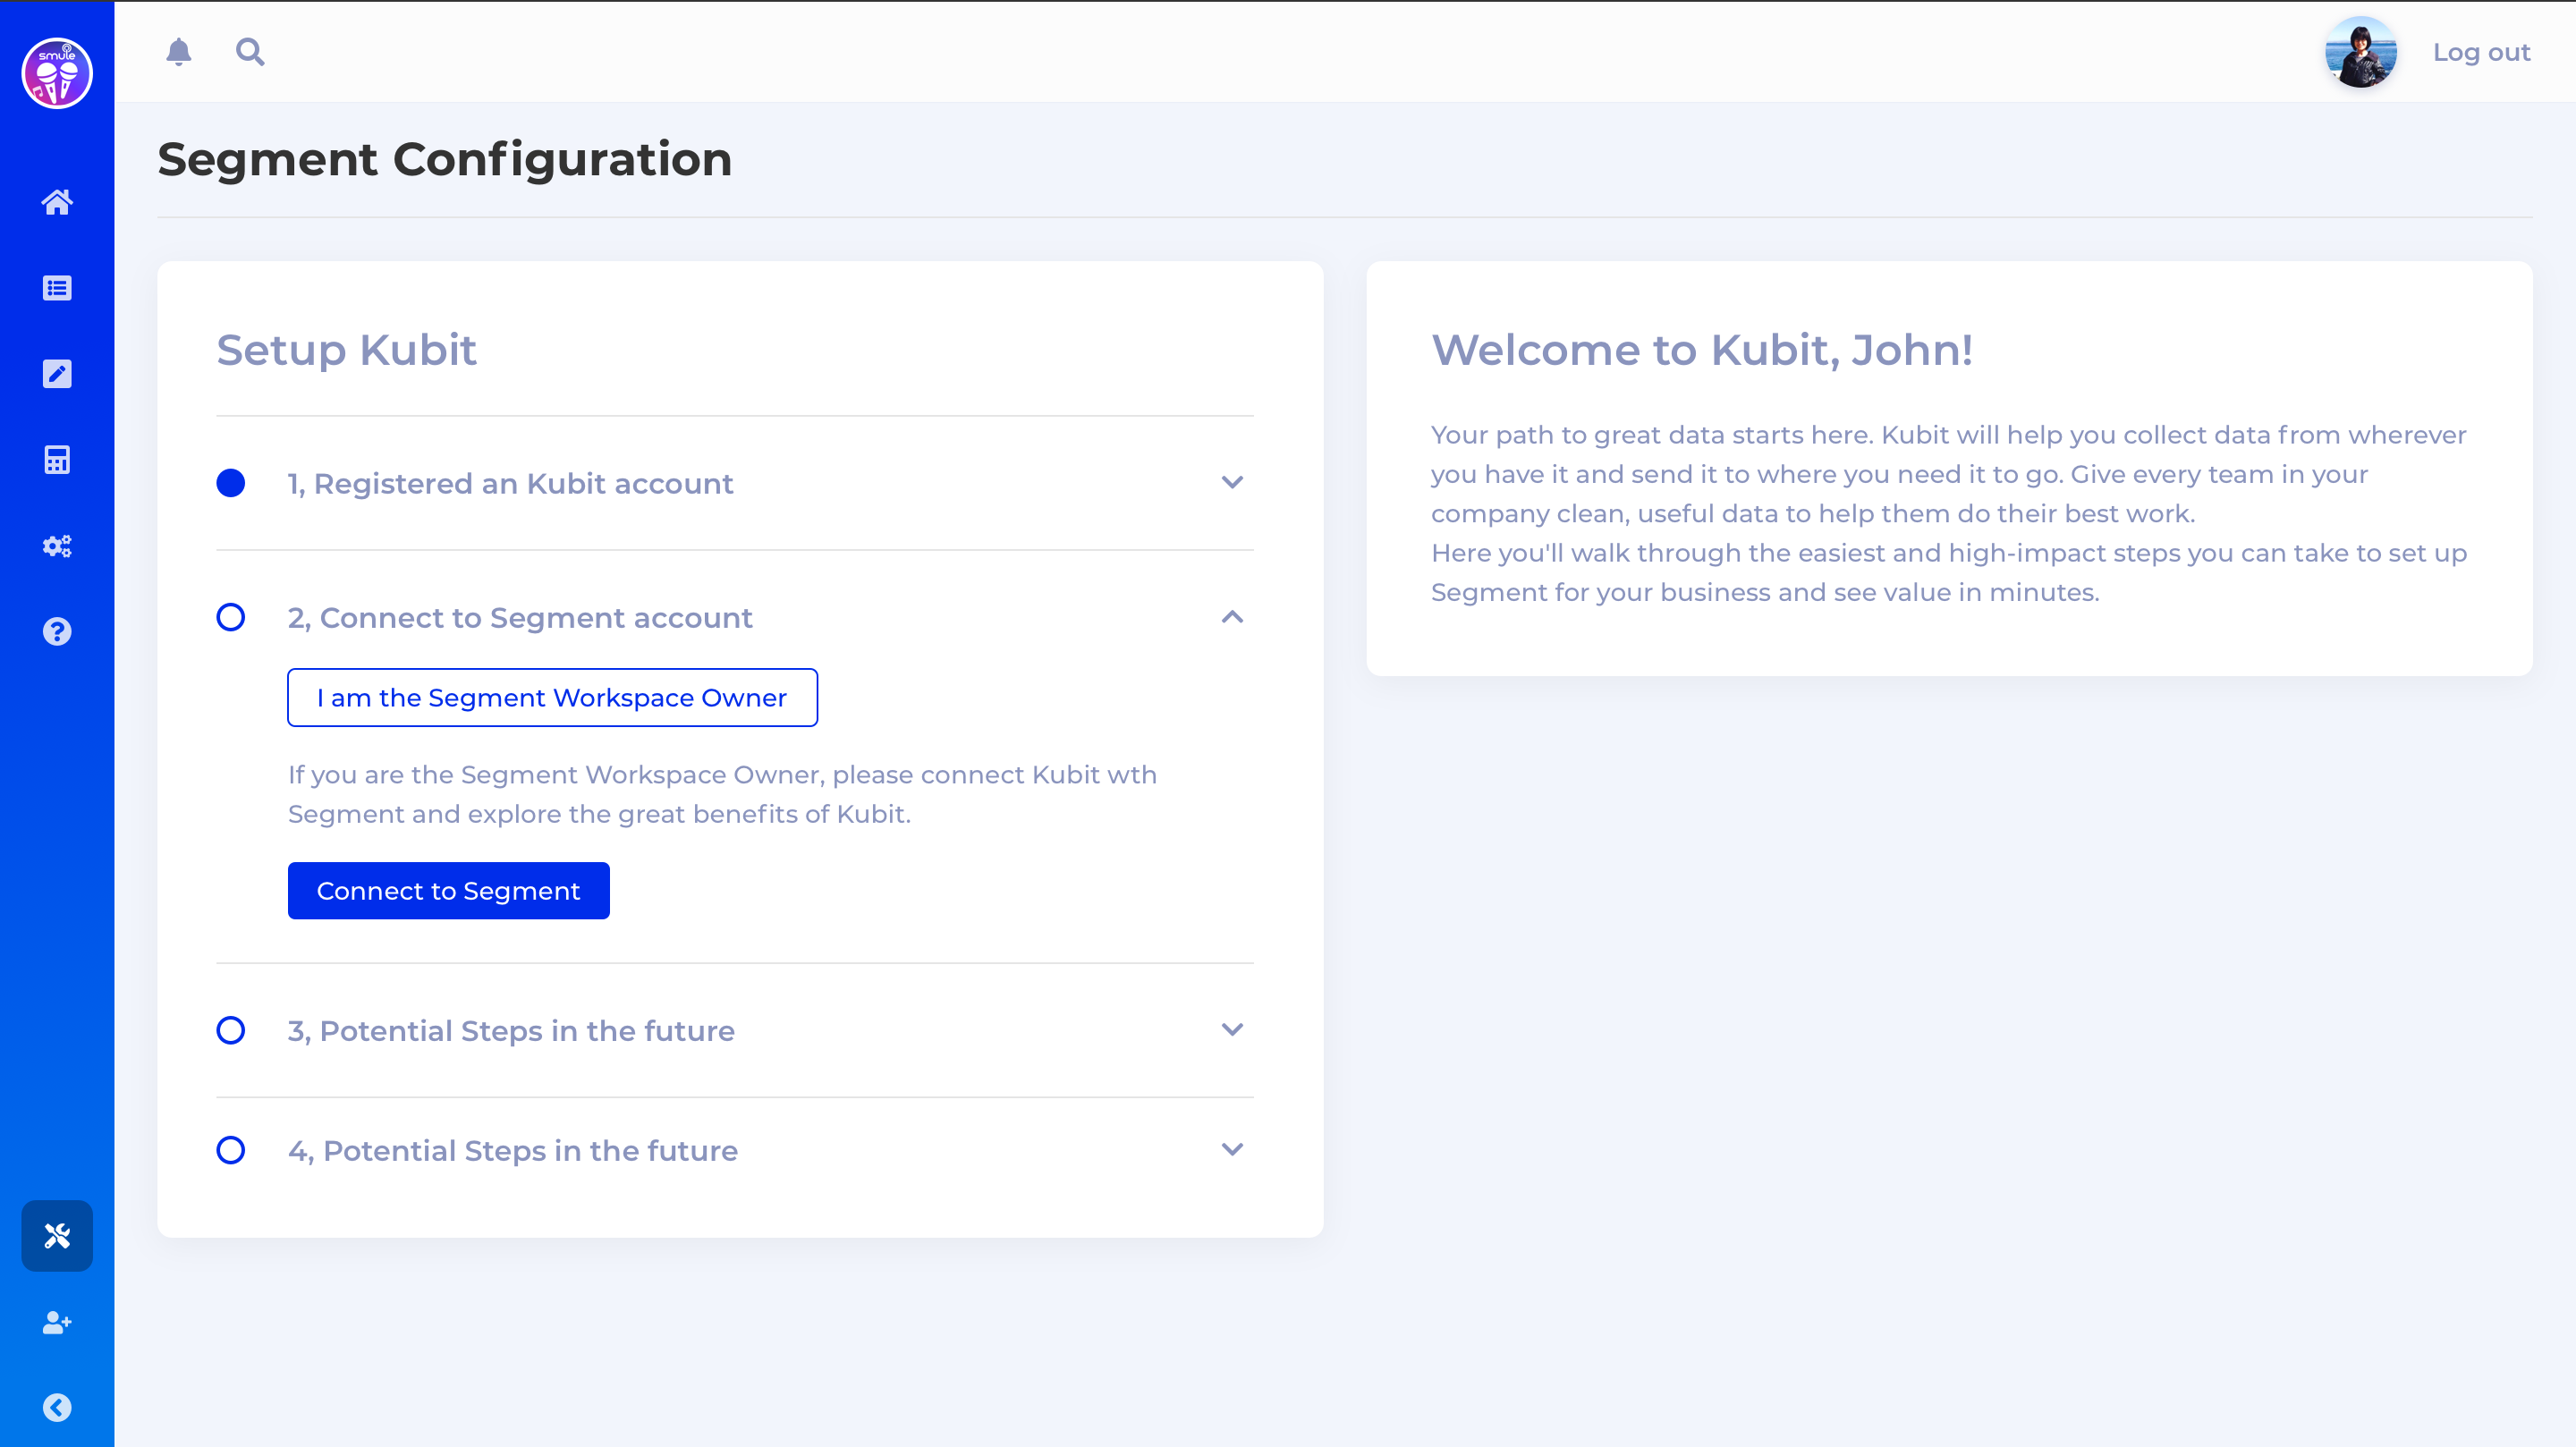 smule
Log out
Segment Configuration
Setup Kubit
1, Registered an Kubit account
2, Connect to Segment account
I am the Segment Workspace Owner
If you are the Segment Workspace Owner, please connect Kubit wth
Segment and explore the great benefits of Kubit.
Connect to Segment
3, Potential Steps in the future
4, Potential Steps in the future
Welcome to Kubit, John!
Your path to great data starts here. Kubit will help you collect data from wherever
you have it and send it to where you need it to go. Give every team in your
company clean, useful data to help them do their best work.
Here you'll walk through the easiest and high-impact steps you can take to set up
Segment for your business and see value in minutes.